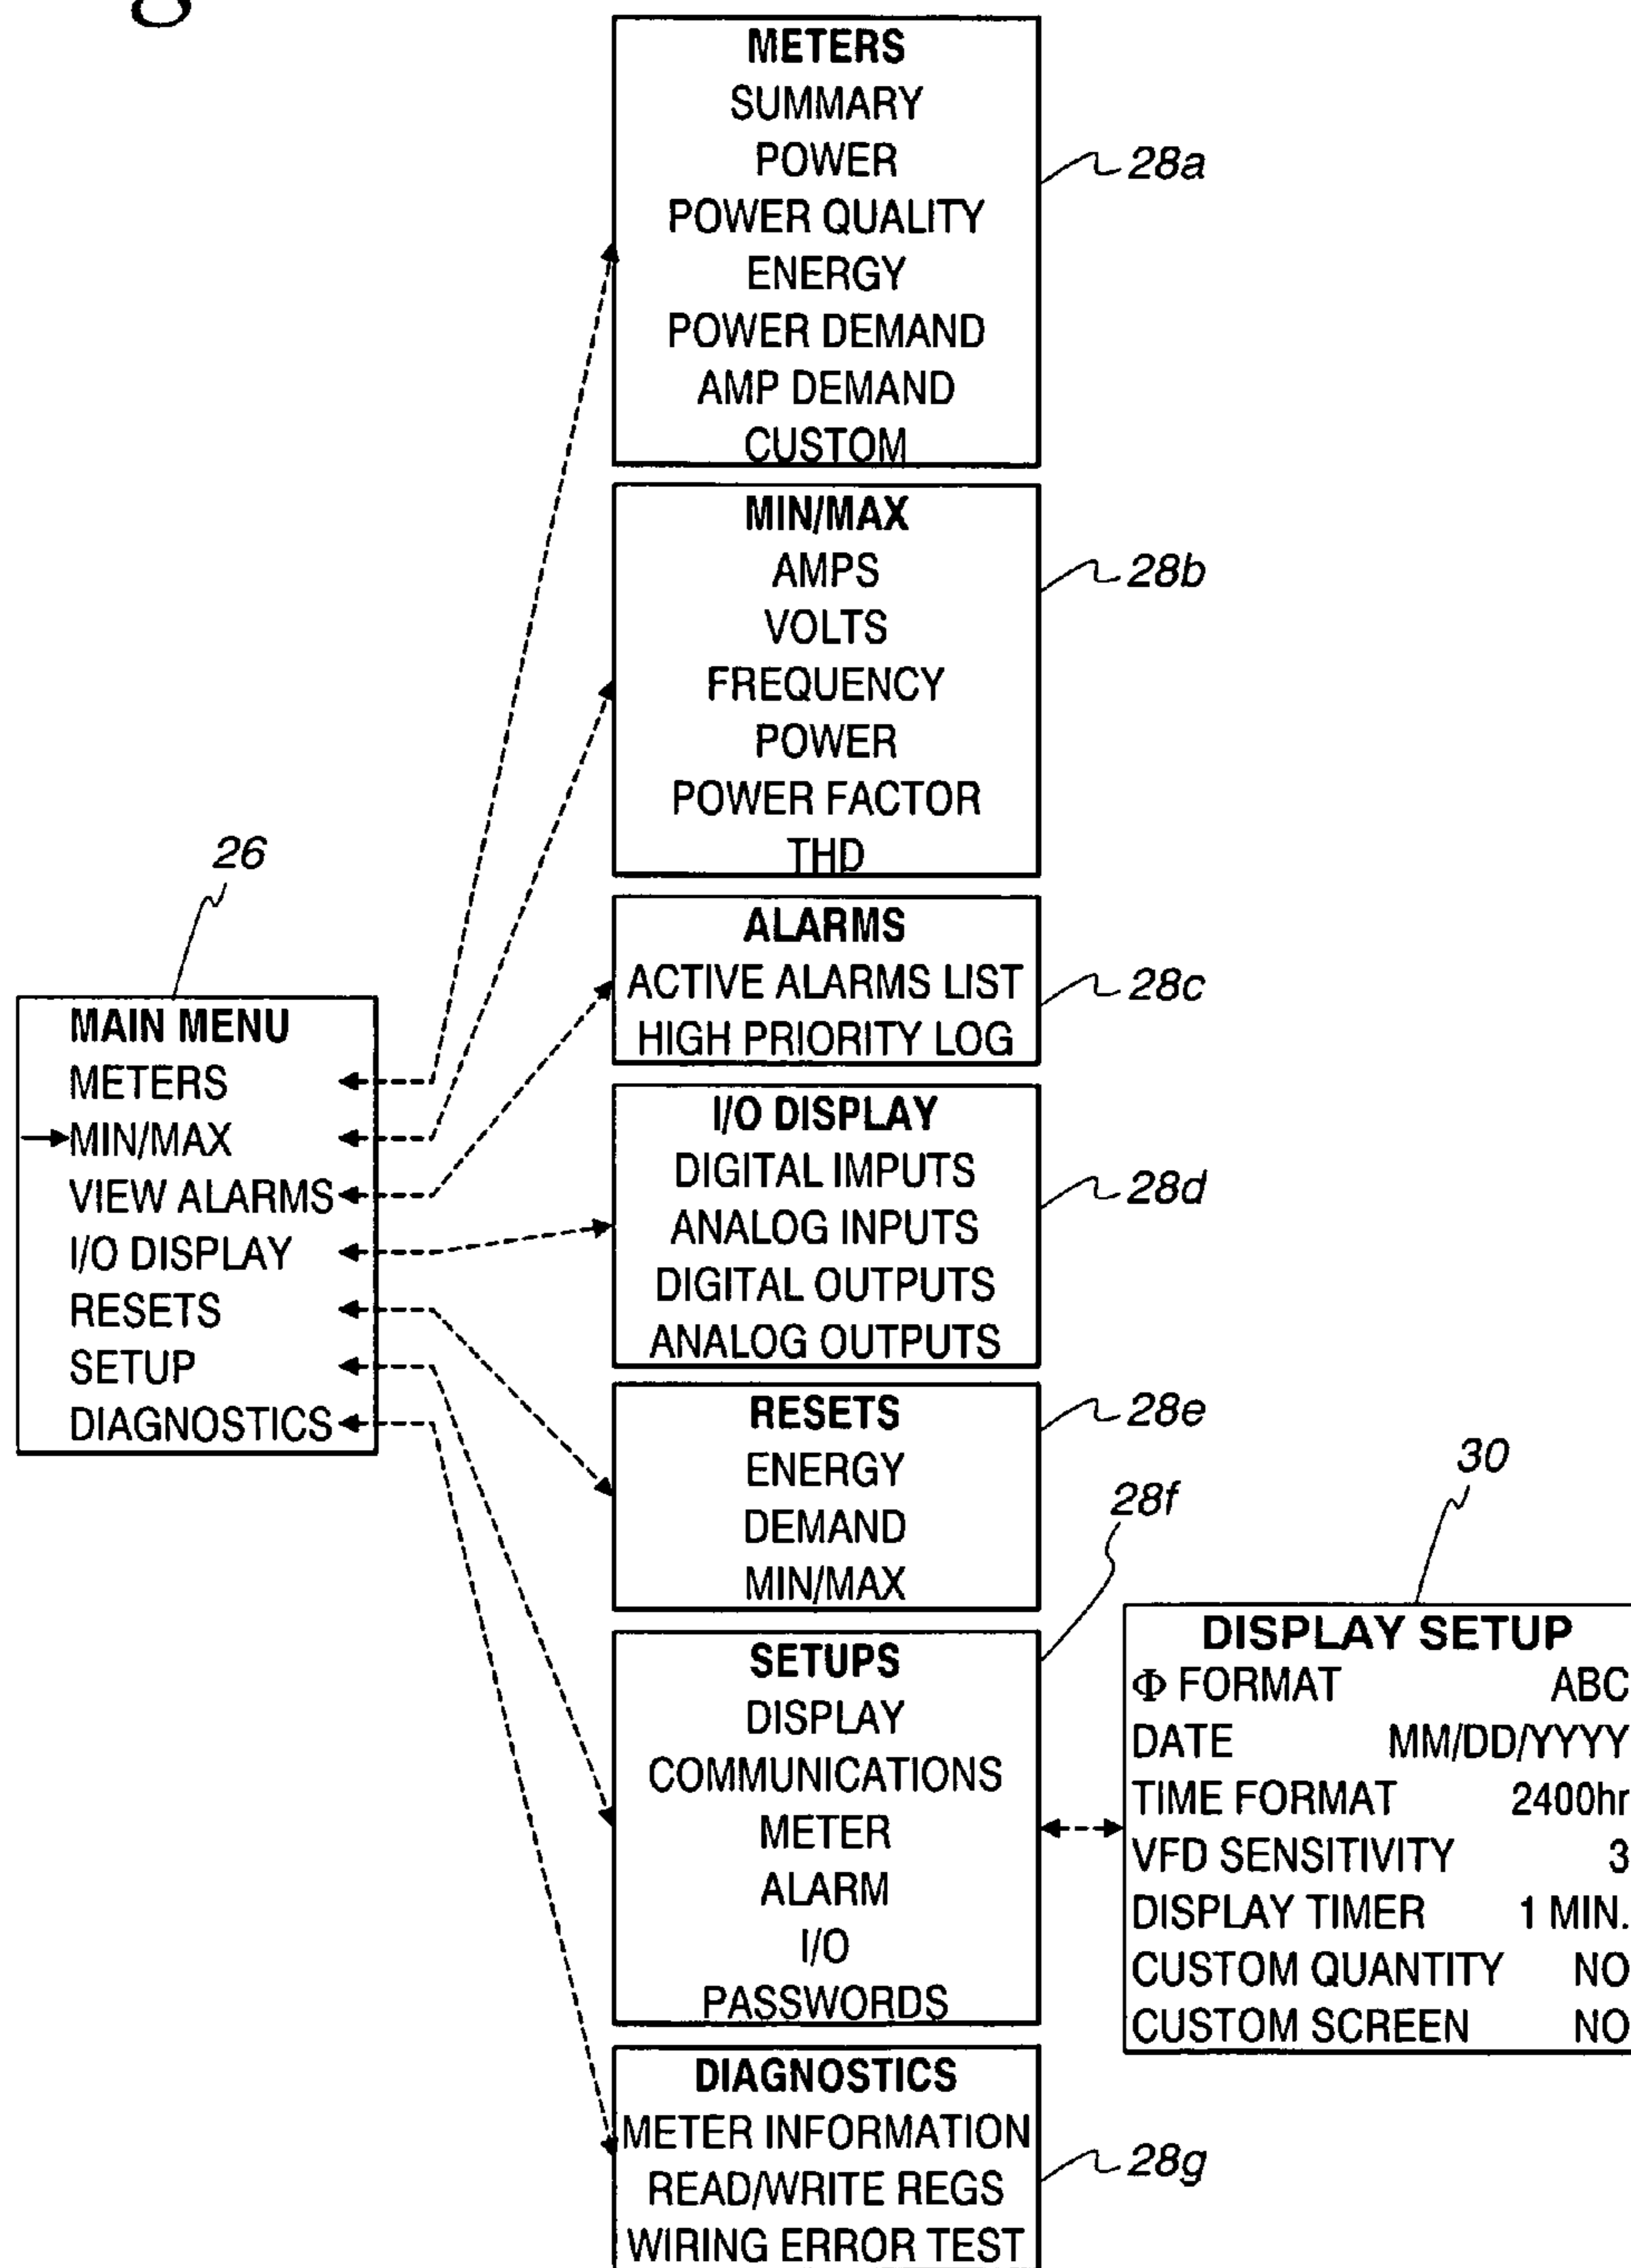 METERS
SUMMARY
POWER
POWER QUALITY
ENERGY
POWER DEMAND
AMP DEMAND
CUSTOM
28a
MIN/MAX
AMPS
VOLTS
FREQUENCY
POWER
POWER FACTOR
THD
28b
ALARMS
ACTIVE ALARMS LIST
HIGH PRIORITY LOG
28c
26
MAIN MENU
METERS
MIN/MAX
VIEW ALARMS
I/O DISPLAY
RESETS
SETUP
DIAGNOSTICS
I/O DISPLAY
DIGITAL IMPUTS
ANALOG INPUTS
DIGITAL OUTPUTS
ANALOG OUTPUTS
28d
RESETS
ENERGY
DEMAND
MIN/MAX
28e
SETUPS
DISPLAY
COMMUNICATIONS
METER
ALARM
I/O
PASSWORDS
28f
30
DISPLAY SETUP
Φ FORMAT ABC
DATE MM/DD/YYYY
TIME FORMAT 2400hr
VFD SENSITIVITY 3
DISPLAY TIMER 1 MIN.
CUSTOM QUANTITY NO
CUSTOM SCREEN NO
DIAGNOSTICS
METER INFORMATION
READ/WRITE REGS
WIRING ERROR TEST
28g